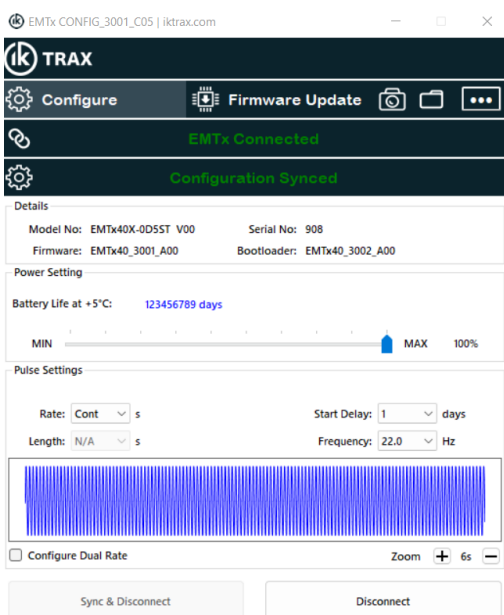 EMTx CONFIG_3001_C05 | iktrax.com
ik TRAX
Configure Firmware Update
EMTx Connected
Configuration Synced
Details
Model No: EMTx40X-0D5ST V00 Serial No: 908
Firmware: EMTx40_3001_A00 Bootloader: EMTx40_3002_A00
Power Setting
Battery Life at +5°C: 123456789 days
MIN MAX 100%
Pulse Settings
Rate: Cont s Start Delay: 1 days
Length: N/A s Frequency: 22.0 Hz
Configure Dual Rate Zoom + 6s −
Sync & Disconnect Disconnect